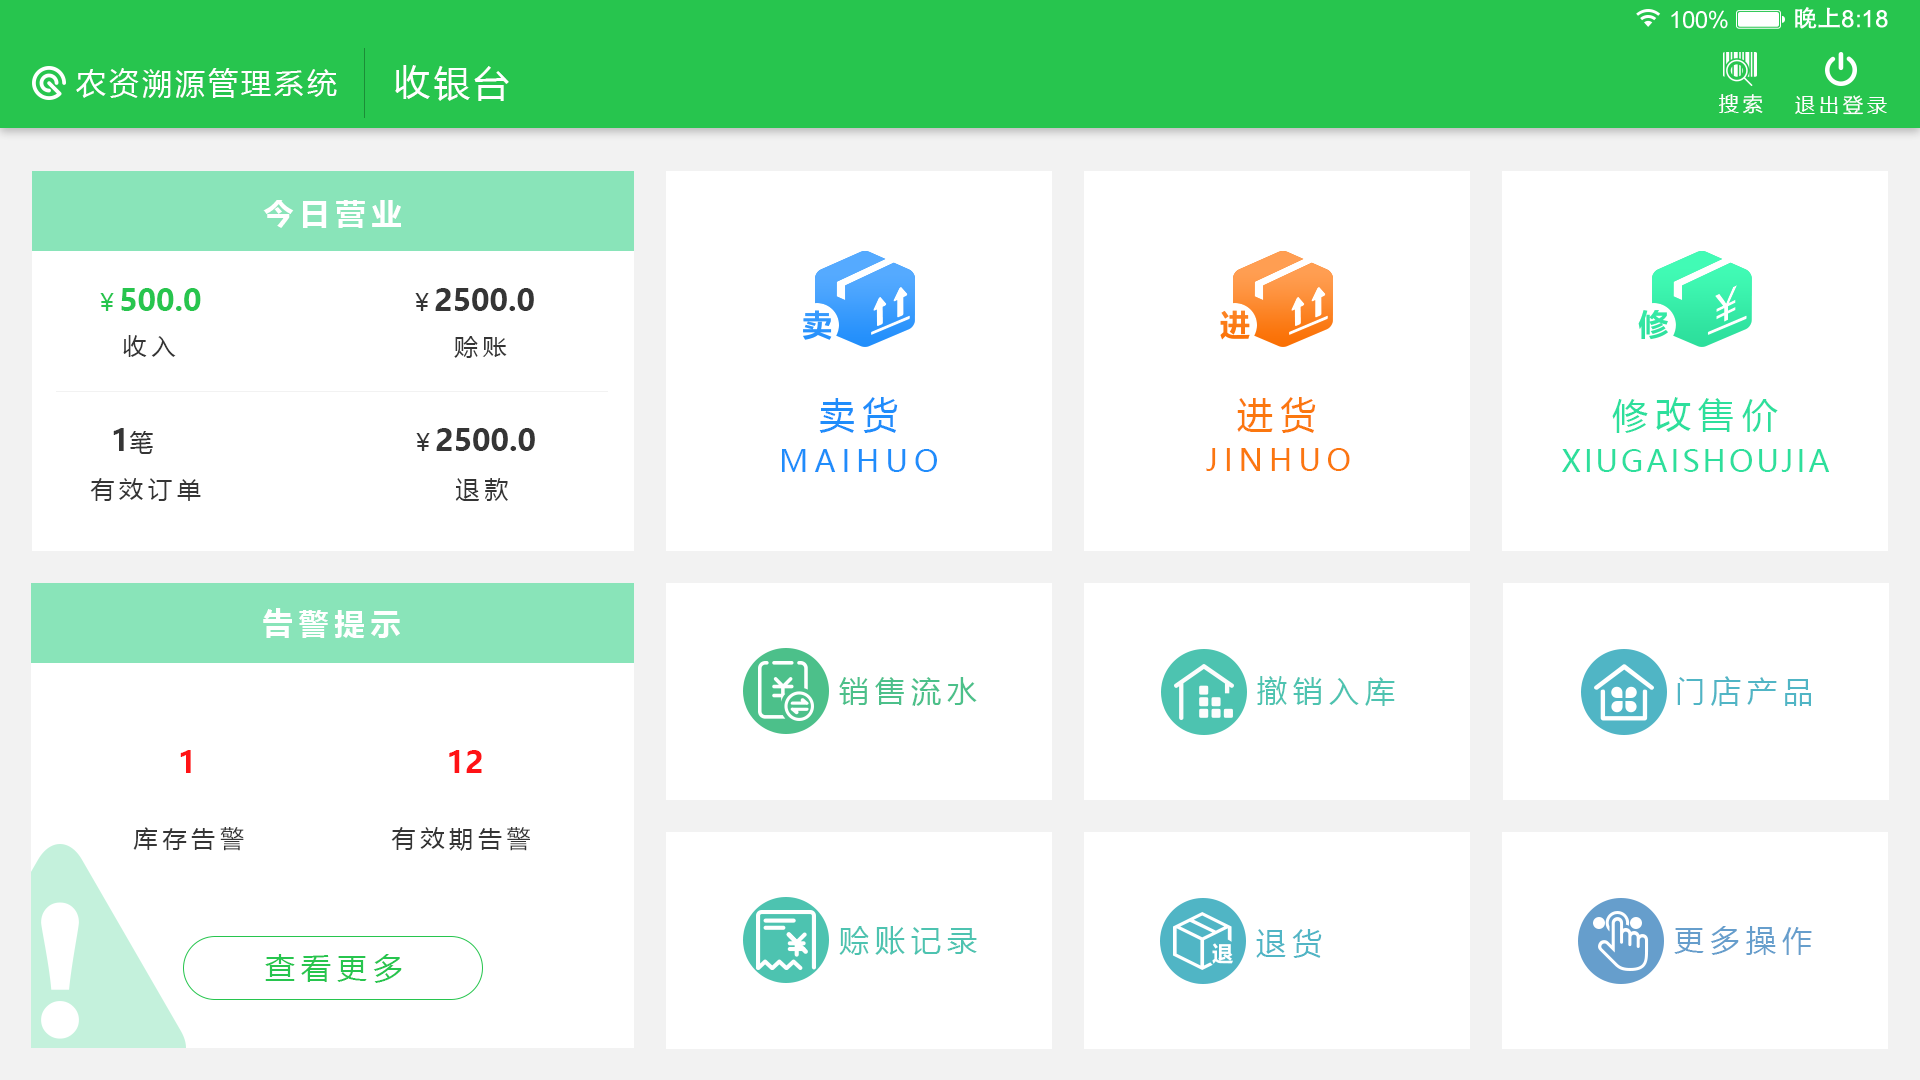 100% 晚上8:18
农资溯源管理系统
收银台
搜索
退出登录
今日营业
¥500.0
收入
¥2500.0
赊账
1笔
有效订单
¥2500.0
退款
卖
卖货
MAIHUO
进
进货
JINHUO
修
¥
修改售价
XIUGAISHOUJIA
告警提示
1
库存告警
12
有效期告警
查看更多
¥
销售流水
撤销入库
门店产品
¥
赊账记录
退
退货
更多操作